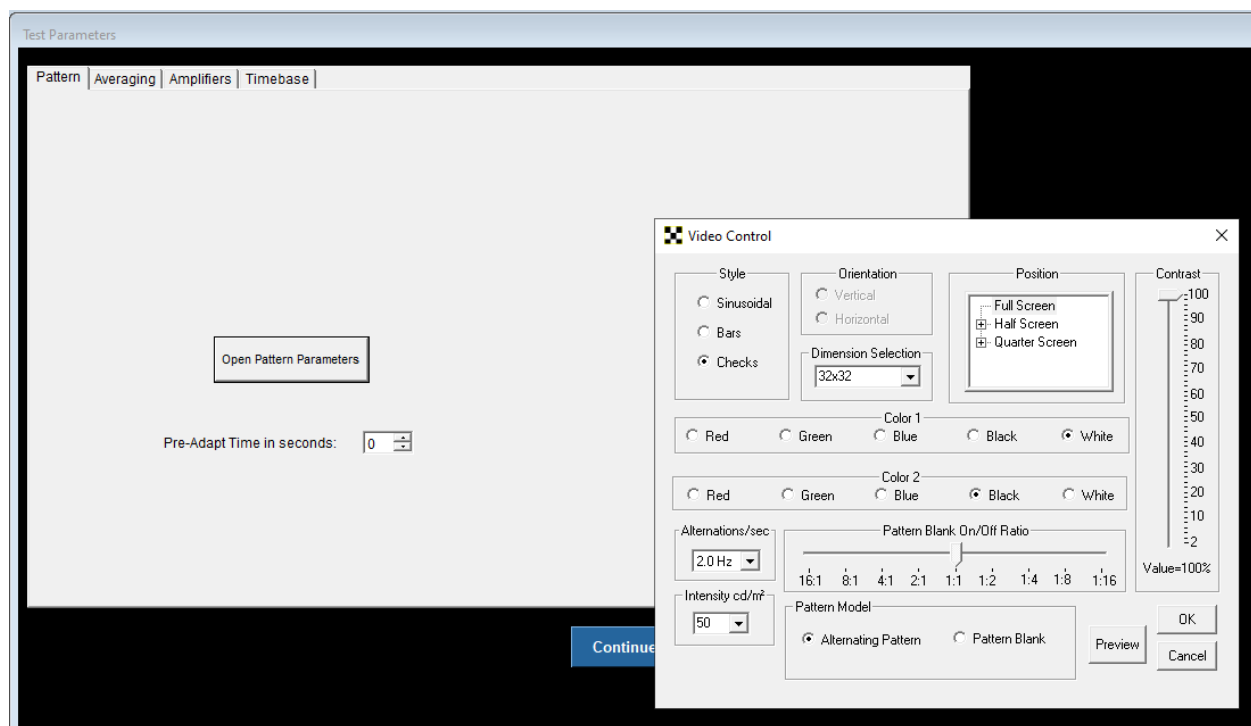 Test Parameters
Pattern Averaging Amplifiers Timebase
Open Pattern Parameters
Pre-Adapt Time in seconds: 0
Continue
Video Control
Style
Sinusoidal
Bars
Checks
Orientation
Vertical
Horizontal
Dimension Selection
32x32
Position
Full Screen
Half Screen
Quarter Screen
Contrast
100
90
80
70
60
50
40
30
20
10
2
Value=100%
Color 1
Red Green Blue Black White
Color 2
Red Green Blue Black White
Alternations/sec
2.0 Hz
Pattern Blank On/Off Ratio
16:1 8:1 4:1 2:1 1:1 1:2 1:4 1:8 1:16
Intensity cd/m²
50
Pattern Model
Alternating Pattern Pattern Blank
Preview
OK
Cancel